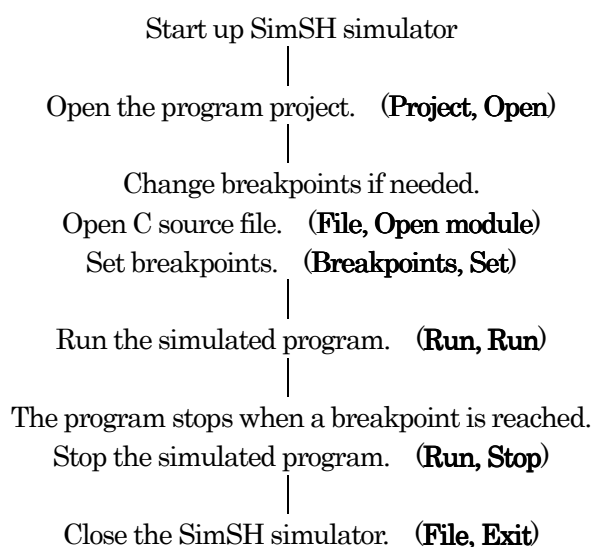 Start up SimSH simulator
Open the program project. (Project, Open)
Change breakpoints if needed.
Open C source file. (File, Open module)
Set breakpoints. (Breakpoints, Set)
Run the simulated program. (Run, Run)
The program stops when a breakpoint is reached.
Stop the simulated program. (Run, Stop)
Close the SimSH simulator. (File, Exit)